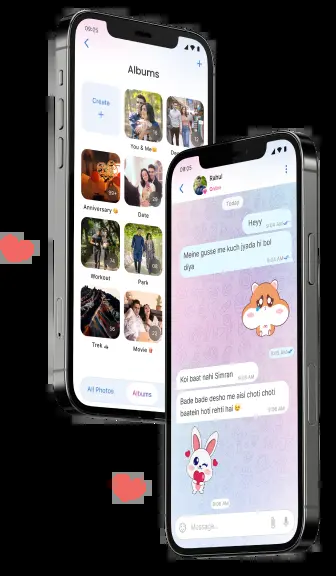 09:05
Albums
Create
+
You & Me
Anniversary
Date
Workout
Park
Trek
Movie
All Photos
Albums
09:05
Rahul
Online
Today
Heyy
Meine gusse me kuch jyada hi bol
diya
Koi baat nahi Simran
Bade bade desho me aisi choti choti
baatein hoti rehti hai
Message...